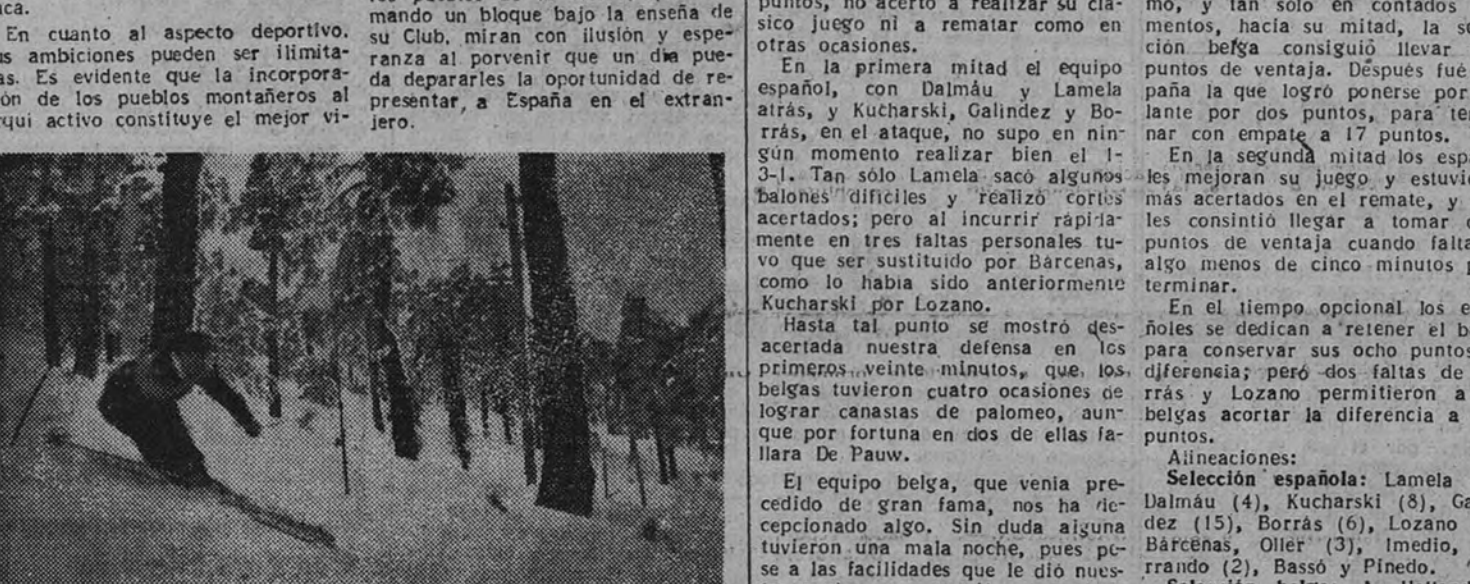 ica.
En cuanto al aspecto deportivo.
ambiciones pueden ser ilimita-
Es evidente que la incorpora-
ón de los pueblos montañeros al
qui activo constituye el mejor vi-
mando un bloque bajo la enseña de
su Club, miran con ilusión y espe-
ranza al porvenir que un dia pue-
da depararles la oportunidad de re-
presentar, a España en el extran-
jero.
puntos, no acertó a realizar su clá-
sico juego ni a rematar como en
otras ocasiones.
En la primera mitad el equipo
español, con Dalmáu y Lamela
atrás, y Kucharski, Galindez y Bo-
rrás, en el ataque, no supo en nin-
gún momento realizar bien el 1-
3-1. Tan sólo Lamela sacó algunos
balones difíciles y realizó cortes
acertados; pero al incurrir rápida-
mente en tres faltas personales tu-
vo que ser sustituido por Bárcenas,
como lo habia sido anteriormente
Kucharski por Lozano.
Hasta tal punto se mostró des-
acertada nuestra defensa en los
primeros veinte minutos, que los
belgas tuvieron cuatro ocasiones de
lograr canastas de palomeo, aun-
que por fortuna en dos de ellas fa-
llara De Pauw.
El equipo belga, que venia pre-
cedido de gran fama, nos ha de-
cepcionado algo. Sin duda alguna
tuvieron una mala noche, pues pe-
se a las facilidades que le dió nues-
mo, y tan sólo en contados
mentos, hacia su mitad, la se
ción belga consiguió llevar
puntos de ventaja. Después fué
paña la que logró ponerse por
lante por dos puntos, para ter
nar con empate a 17 puntos.
En la segunda mitad los espa
les mejoran su juego y estuvie
más acertados en el remate, y
les consintió llegar a tomar
puntos de ventaja cuando falta
algo menos de cinco minutos p
terminar.
En el tiempo opcional los e
ñoles se dedican a retener el b
para conservar sus ocho puntos
diferencia; peró dos faltas de
rrás y Lozano permitieron a
belgas acortar la diferencia a
puntos.
Alineaciones:
Selección española: Lamela
Dalmáu (4), Kucharski (8), Ga
dez (15), Borrás (6), Lozano
Bárcenas, Oller (3), Imedio,
rrando (2), Bassó y Pinedo.